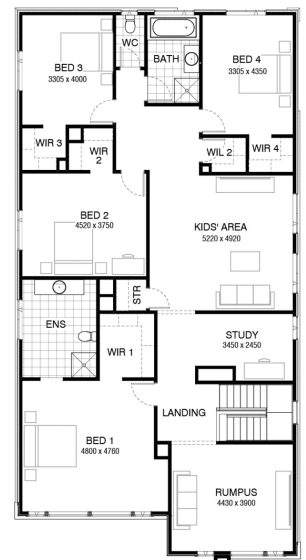 WC
BED 3
3305 x 4000
BATH
BED 4
3305 x 4350
WIR 3
WIR
2
WIL 2
WIR 4
BED 2
4520 x 3750
KIDS' AREA
5220 x 4920
STR
ENS
WIR 1
STUDY
3450 x 2450
LANDING
BED 1
4800 x 4760
RUMPUS
4430 x 3900